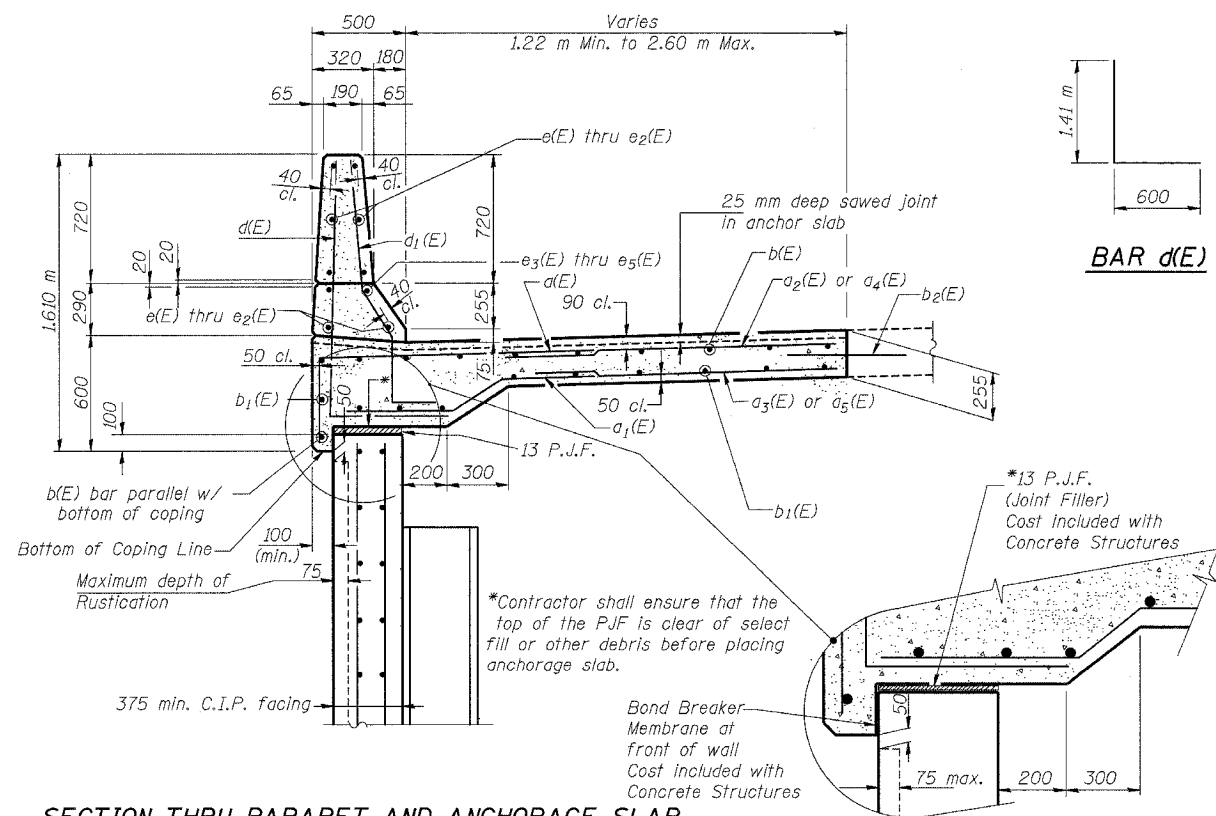 500
Varies
1.22 m Min. to 2.60 m Max.
320
180
65
190
65
e(E) thru e2(E)
40
cl.
40
cl.
1.41 m
600
BAR d(E)
25 mm deep sawed joint
in anchor slab
720
d(E)
d1(E)
720
b(E)
e3(E) thru e5(E)
a(E)
a2(E) or a4(E)
b2(E)
20
20
1.610 m
40
cl.
90 cl.
290
255
e(E) thru e2(E)
50 cl.
75
600
50
*
b1(E)
100
50 cl.
a3(E) or a5(E)
255
a1(E)
13 P.J.F.
200
300
b1(E)
b(E) bar parallel w/
bottom of coping
Bottom of Coping Line
100
(min.)
75
Maximum depth of
Rustication
*13 P.J.F.
(Joint Filler)
Cost included with
Concrete Structures
*Contractor shall ensure that the
top of the PJF is clear of select
fill or other debris before placing
anchorage slab.
375 min. C.I.P. facing
Bond Breaker
Membrane at
front of wall
Cost included with
Concrete Structures
50
75 max.
200
300
SECTION THRU PARAPET AND ANCHORAGE SLAB